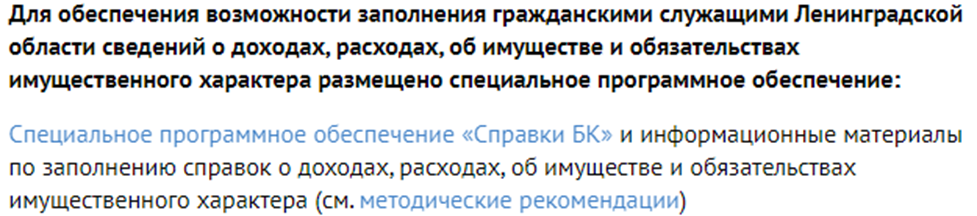 Для обеспечения возможности заполнения гражданскими служащими Ленинградской
области сведений о доходах, расходах, об имуществе и обязательствах
имущественного характера размещено специальное программное обеспечение:
Специальное программное обеспечение «Справки БК» и информационные материалы
по заполнению справок о доходах, расходах, об имуществе и обязательствах
имущественного характера (см. методические рекомендации)